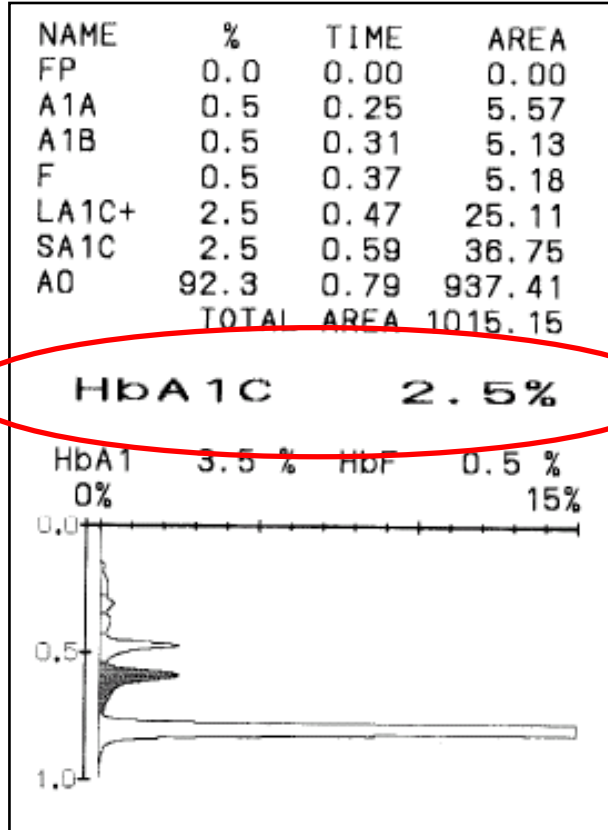 NAME % TIME AREA
FP 0.0 0.00 0.00
A1A 0.5 0.25 5.57
A1B 0.5 0.31 5.13
F 0.5 0.37 5.18
LA1C+ 2.5 0.47 25.11
SA1C 2.5 0.59 36.75
A0 92.3 0.79 937.41
TOTAL AREA 1015.15
HbA1C 2.5%
HbA1 3.5 % HbF 0.5 %
0% 15%
0.0
0.5
1.0